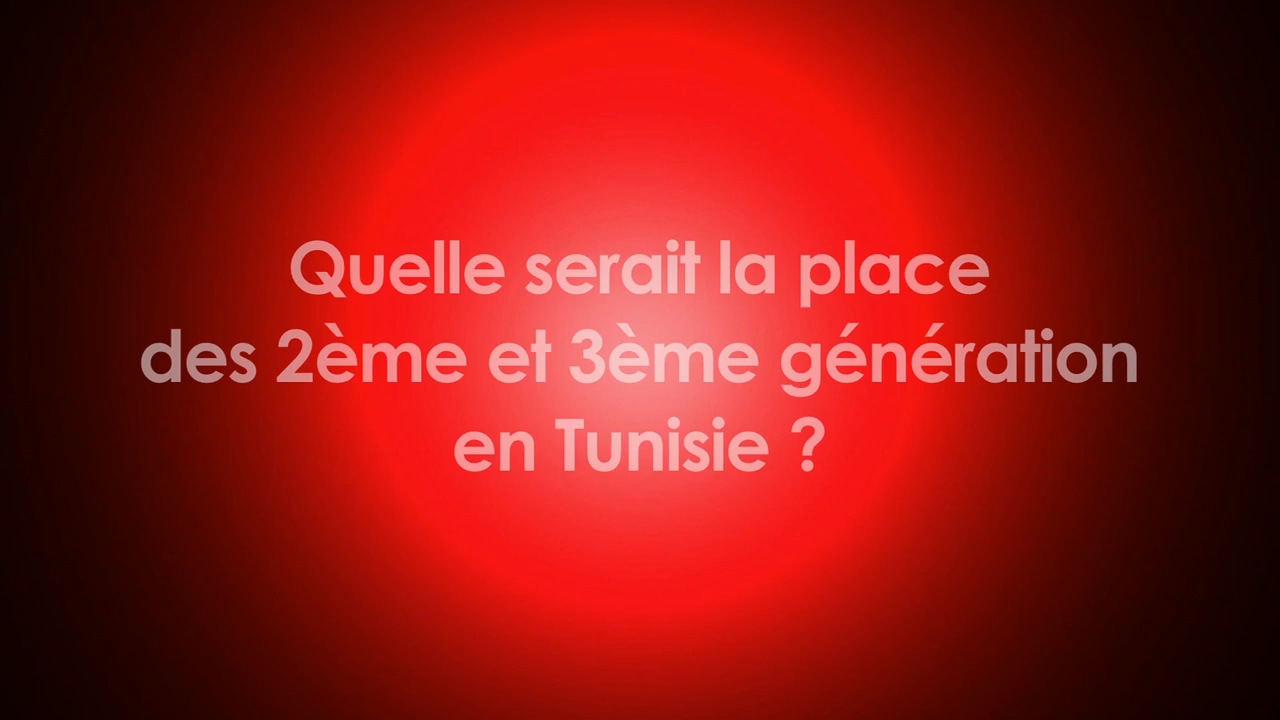 Quelle serait la place
des 2ème et 3ème génération
en Tunisie ?